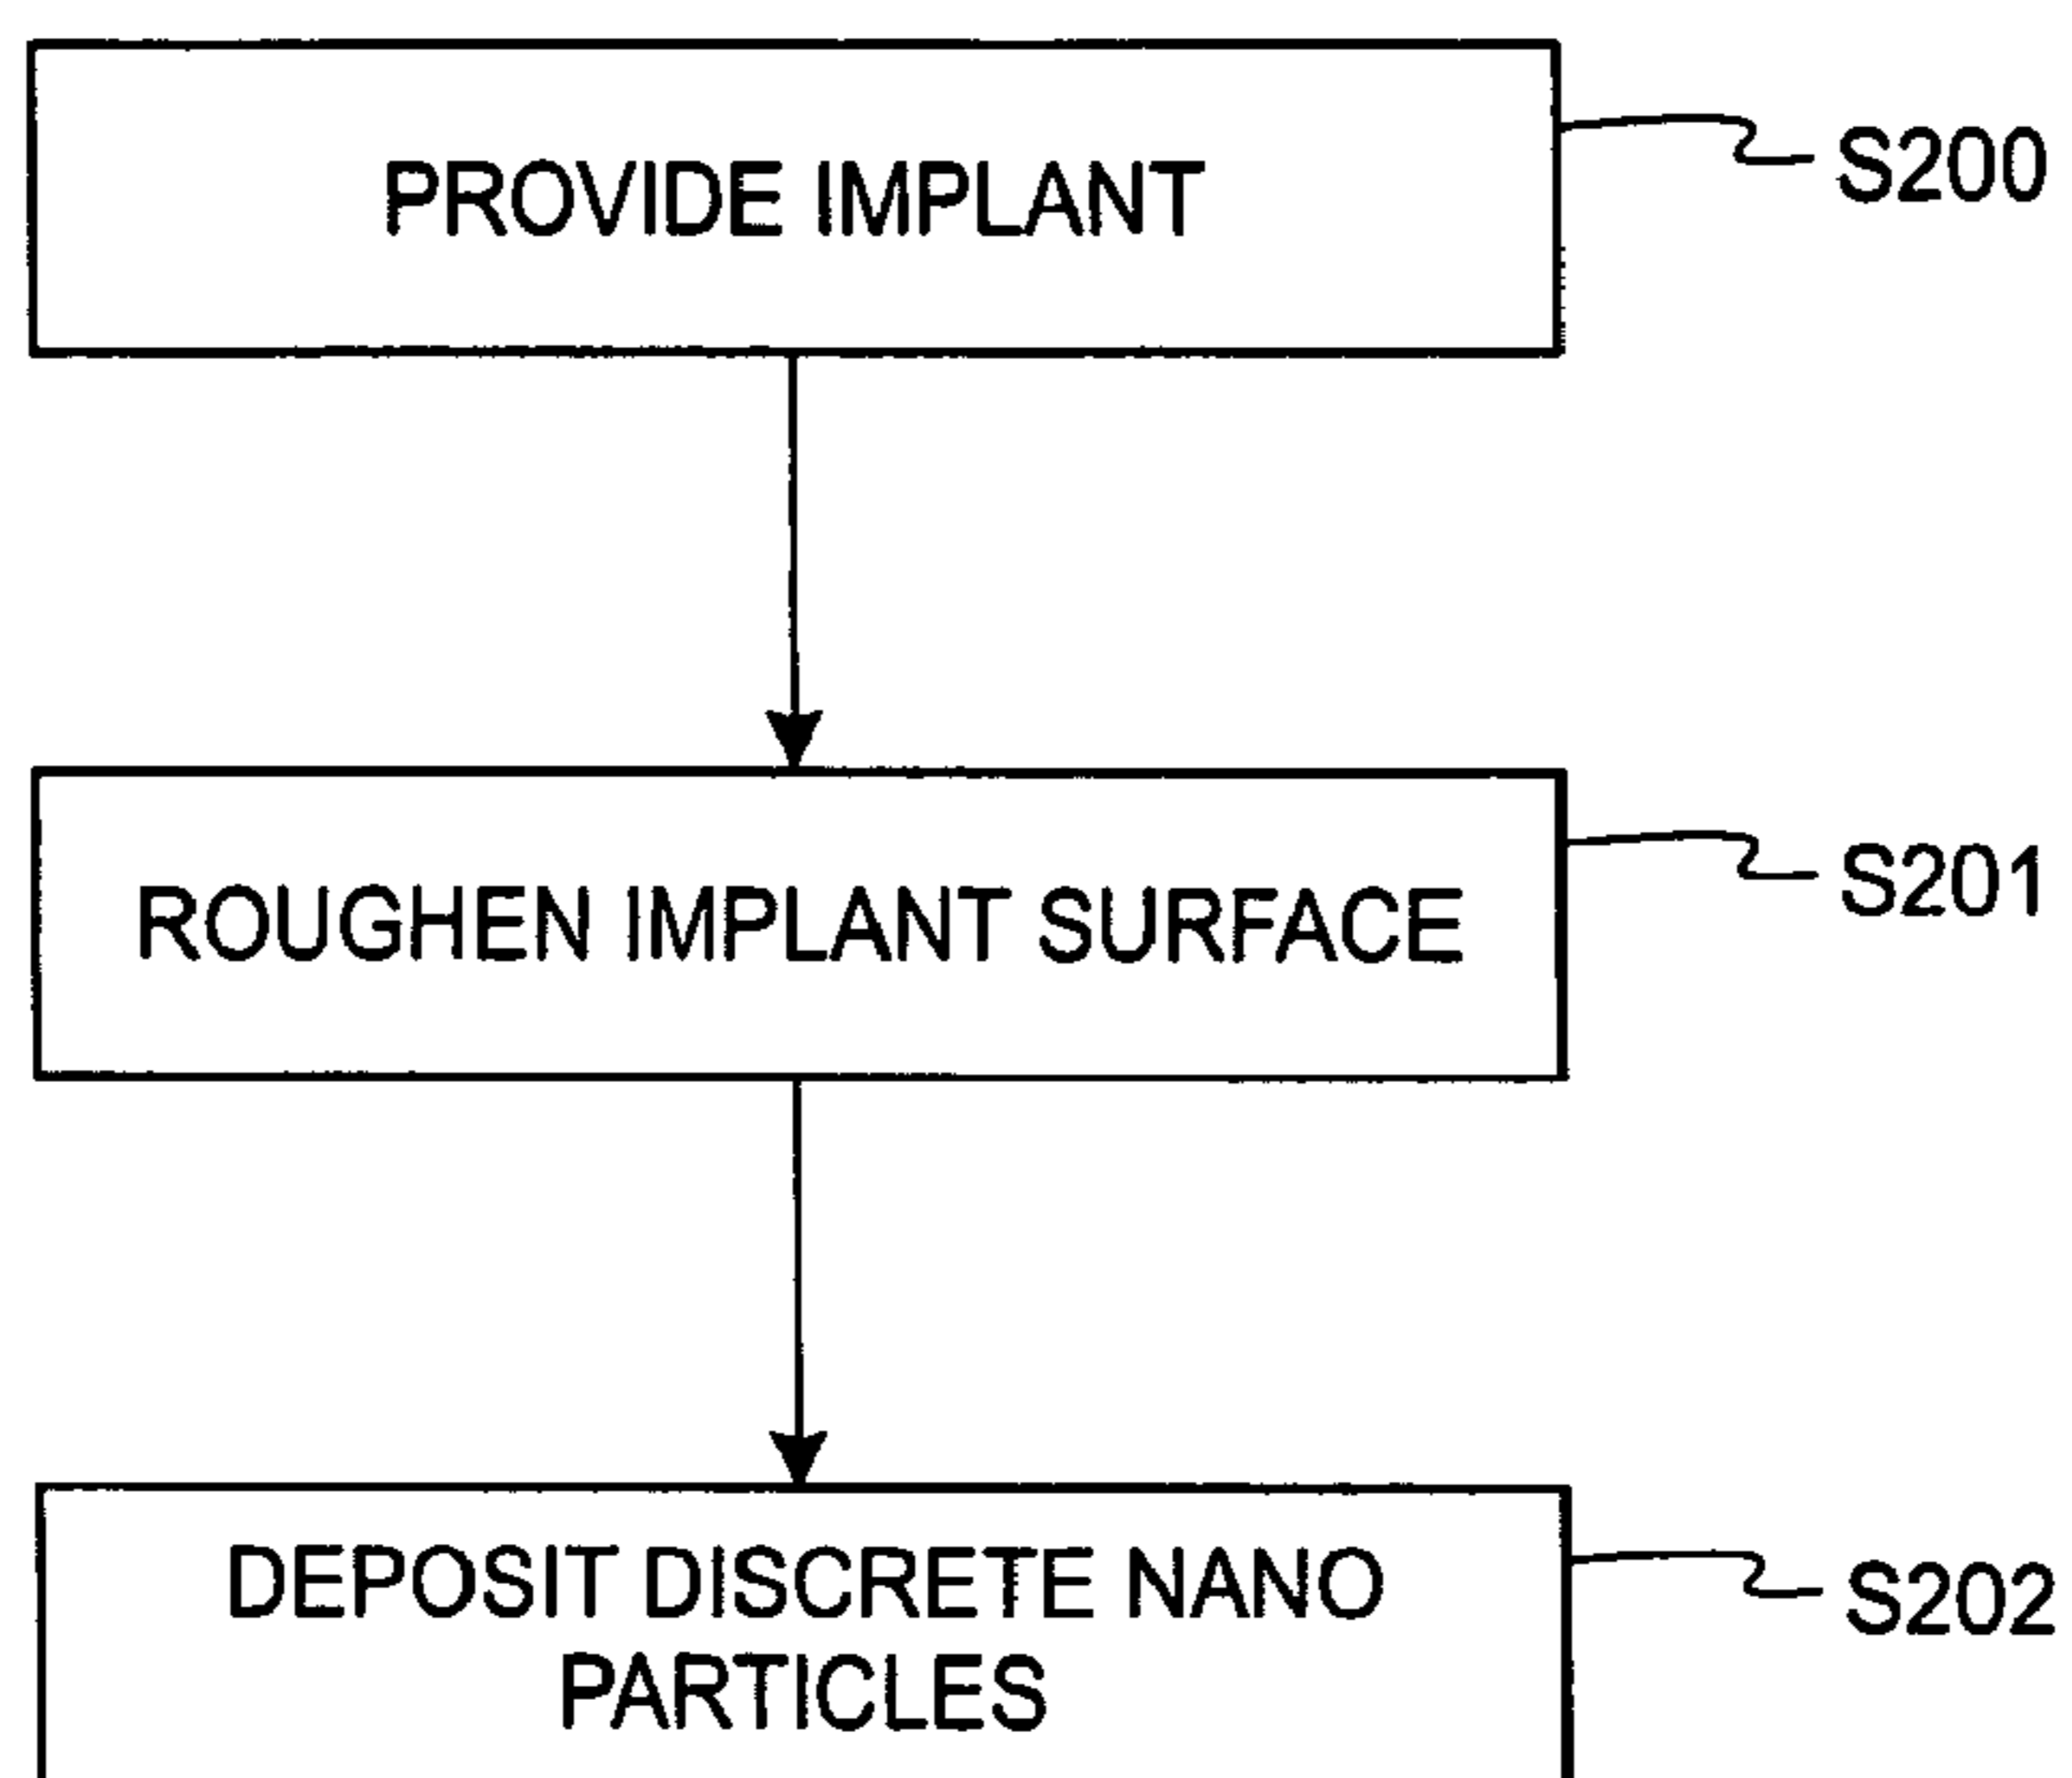 PROVIDE IMPLANT
S200
ROUGHEN IMPLANT SURFACE
S201
DEPOSIT DISCRETE NANO
PARTICLES
S202